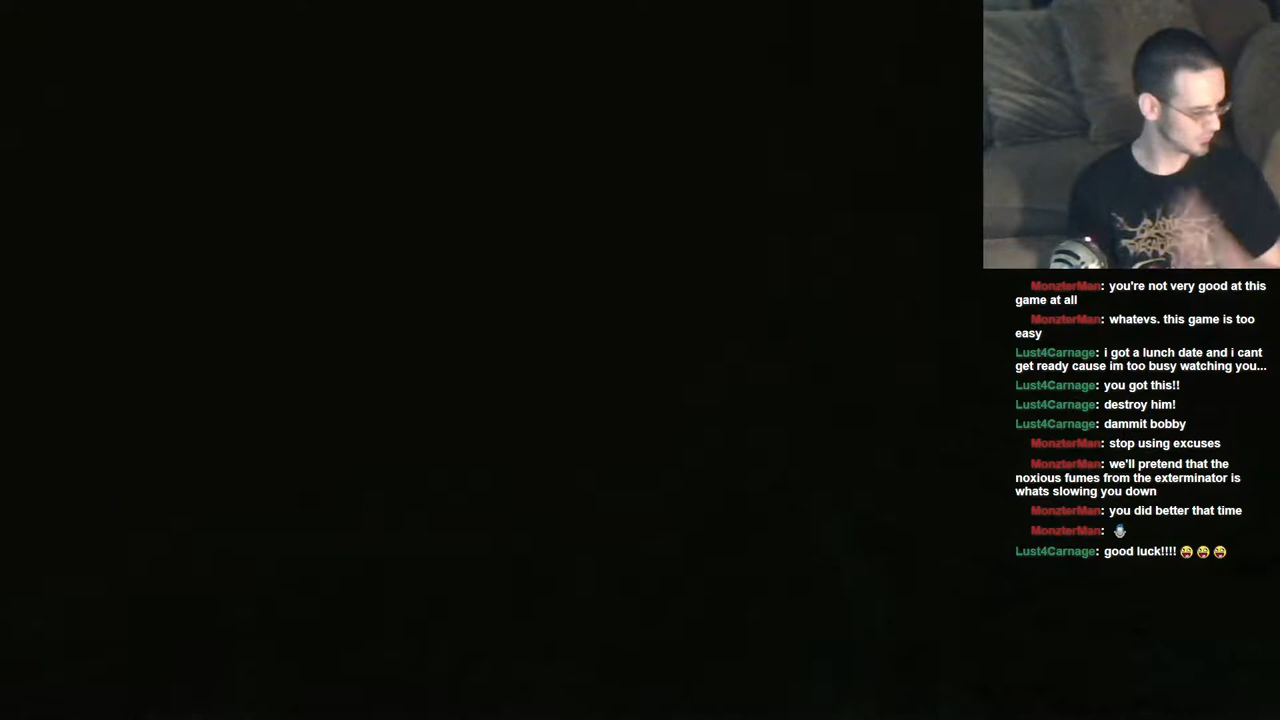 MonzterMan: you're not very good at this
game at all
MonzterMan: whatevs. this game is too
easy
Lust4Carnage: i got a lunch date and i cant
get ready cause im too busy watching you...
Lust4Carnage: you got this!!
Lust4Carnage: destroy him!
Lust4Carnage: dammit bobby
MonzterMan: stop using excuses
MonzterMan: we'll pretend that the
noxious fumes from the exterminator is
whats slowing you down
MonzterMan: you did better that time
MonzterMan:
Lust4Carnage: good luck!!!! 😜 😜 😜